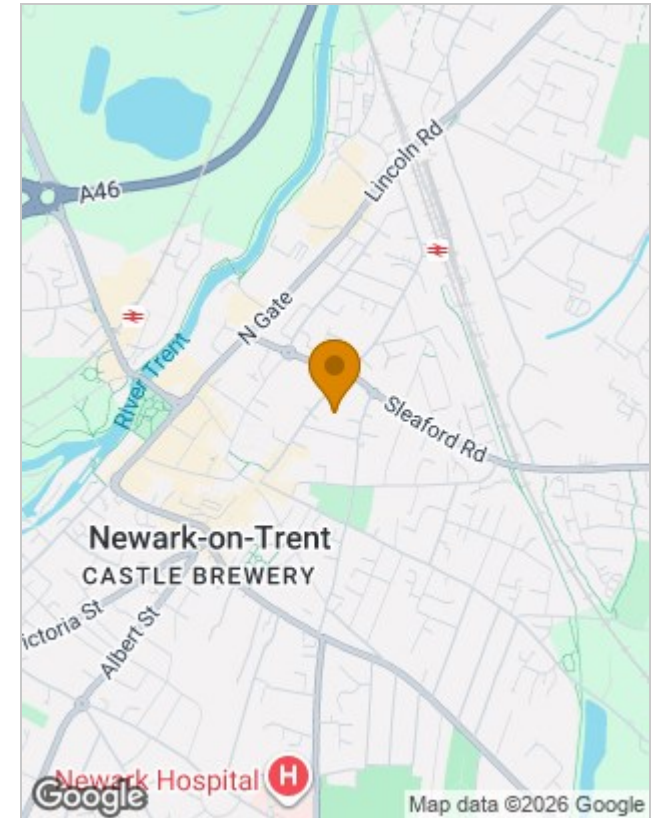 A46
Lincoln Rd
N Gate
River Trent
Sleaford Rd
Newark-on-Trent
CASTLE BREWERY
ictoria St
Albert St
Newark Hospital
H
Google
Map data ©2026 Google